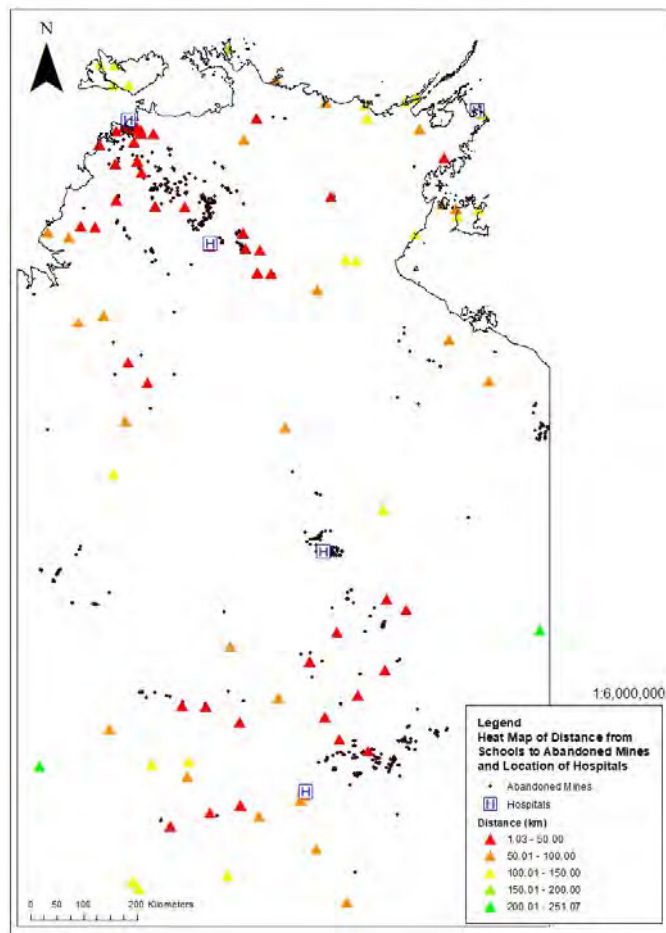 N
H
H
H
H
H
1:6,000,000
Legend
Heat Map of Distance from
Schools to Abandoned Mines
and Location of Hospitals
Abandoned Mines
H Hospitals
Distance (km)
1.03 - 50.00
50.01 - 100.00
100.01 - 150.00
150.01 - 200.00
200.01 - 251.07
0 25 50 100 150 200 Kilometers